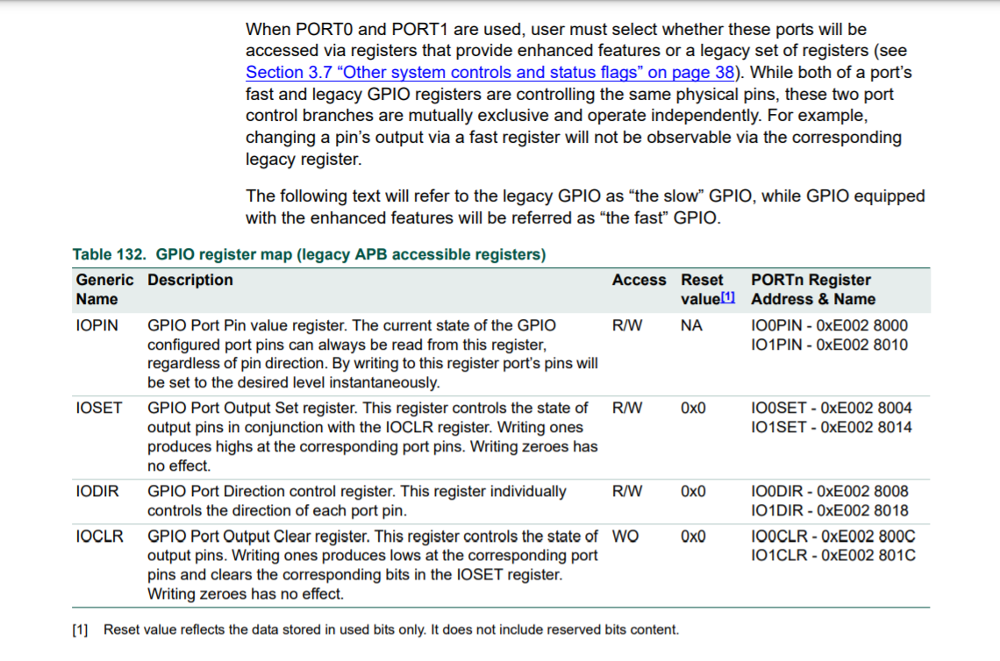 When PORT0 and PORT1 are used, user must select whether these ports will be
accessed via registers that provide enhanced features or a legacy set of registers (see
Section 3.7 “Other system controls and status flags” on page 38). While both of a port’s
fast and legacy GPIO registers are controlling the same physical pins, these two port
control branches are mutually exclusive and operate independently. For example,
changing a pin’s output via a fast register will not be observable via the corresponding
legacy register.
The following text will refer to the legacy GPIO as “the slow” GPIO, while GPIO equipped
with the enhanced features will be referred as “the fast” GPIO.
Table 132. GPIO register map (legacy APB accessible registers)
Generic Description Access Reset PORTn Register
Name value[1] Address & Name
IOPIN GPIO Port Pin value register. The current state of the GPIO R/W NA IO0PIN - 0xE002 8000
configured port pins can always be read from this register, IO1PIN - 0xE002 8010
regardless of pin direction. By writing to this register port’s pins will
be set to the desired level instantaneously.
IOSET GPIO Port Output Set register. This register controls the state of R/W 0x0 IO0SET - 0xE002 8004
output pins in conjunction with the IOCLR register. Writing ones IO1SET - 0xE002 8014
produces highs at the corresponding port pins. Writing zeroes has
no effect.
IODIR GPIO Port Direction control register. This register individually R/W 0x0 IO0DIR - 0xE002 8008
controls the direction of each port pin. IO1DIR - 0xE002 8018
IOCLR GPIO Port Output Clear register. This register controls the state of WO 0x0 IO0CLR - 0xE002 800C
output pins. Writing ones produces lows at the corresponding port IO1CLR - 0xE002 801C
pins and clears the corresponding bits in the IOSET register.
Writing zeroes has no effect.
[1] Reset value reflects the data stored in used bits only. It does not include reserved bits content.